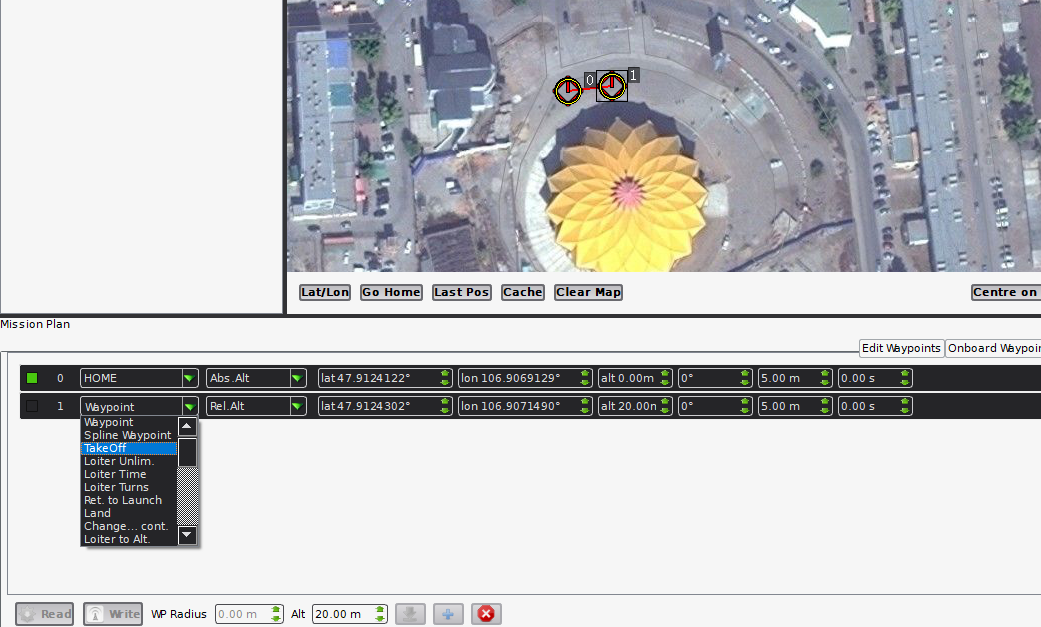 0 1
Lat/Lon Go Home Last Pos Cache Clear Map Centre on
Mission Plan
Edit Waypoints Onboard Waypoin
0 HOME Abs.Alt lat 47.9124122° lon 106.9069129° alt 0.00m 0° 5.00 m 0.00 s
1 Waypoint Rel.Alt lat 47.9124302° lon 106.9071490° alt 20.00n 0° 5.00 m 0.00 s
Waypoint
Spline Waypoint
TakeOff
Loiter Unlim.
Loiter Time
Loiter Turns
Ret. to Launch
Land
Change... cont.
Loiter to Alt.
Read Write WP Radius 0.00 m Alt 20.00 m